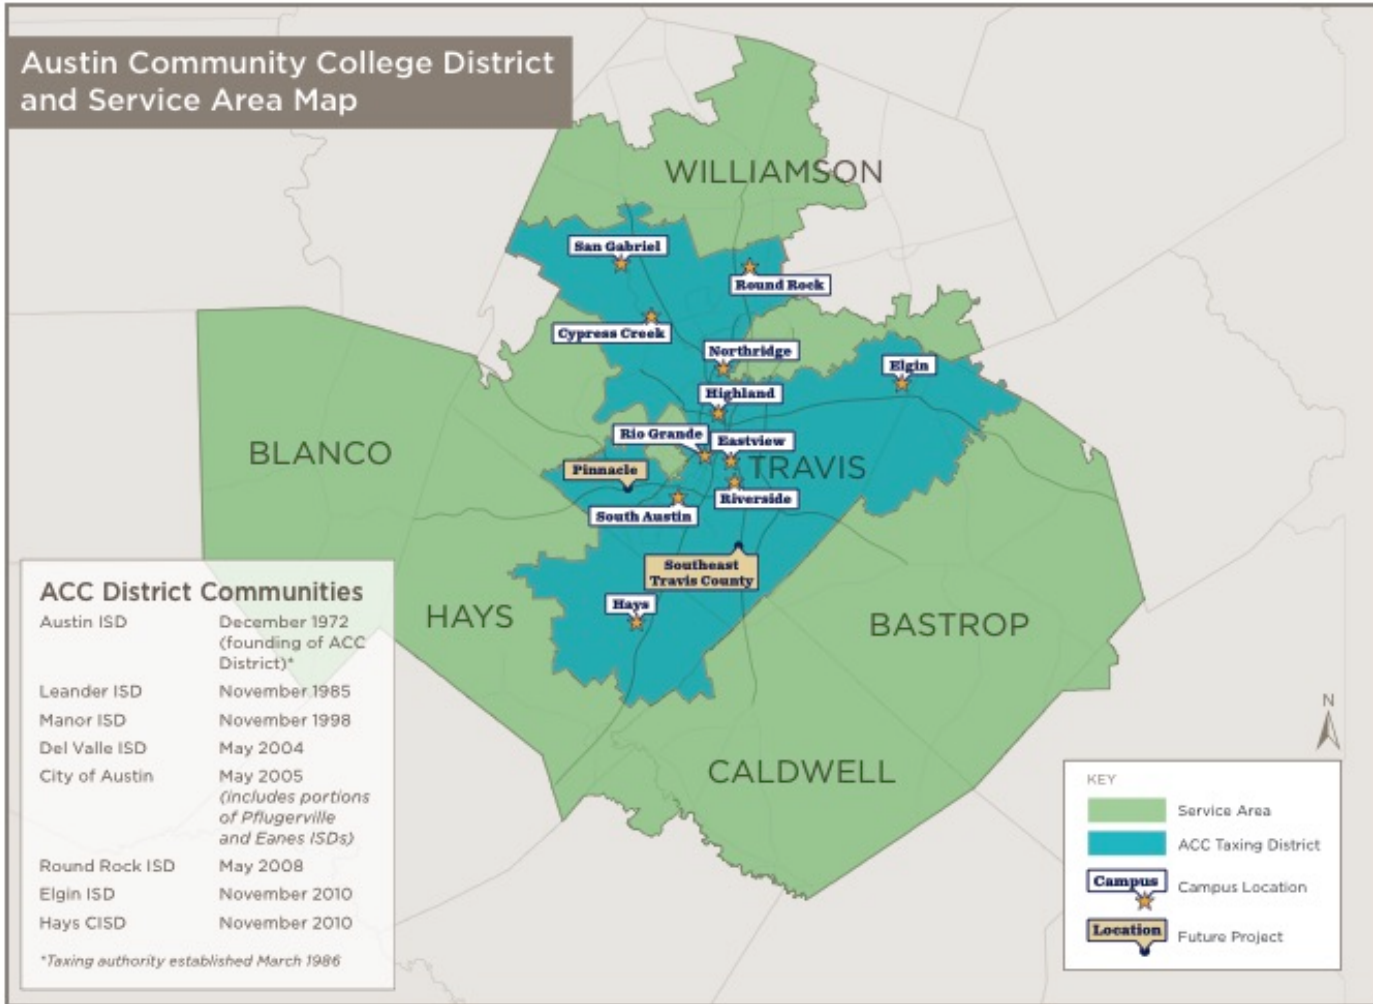 Austin Community College District
and Service Area Map
WILLIAMSON
San Gabriel
Round Rock
Cypress Creek
Northridge
Elgin
Highland
Rio Grande
Eastview
BLANCO
TRAVIS
Pinnacle
Riverside
South Austin
Southeast
Travis County
Hays
HAYS
BASTROP
CALDWELL
ACC District Communities
Austin ISD December 1972
(founding of ACC
District)*
Leander ISD November 1985
Manor ISD November 1998
Del Valle ISD May 2004
City of Austin May 2005
(includes portions
of Pflugerville
and Eanes ISDs)
Round Rock ISD May 2008
Elgin ISD November 2010
Hays CISD November 2010
*Taxing authority established March 1986
N
KEY
Service Area
ACC Taxing District
Campus Campus Location
Location Future Project